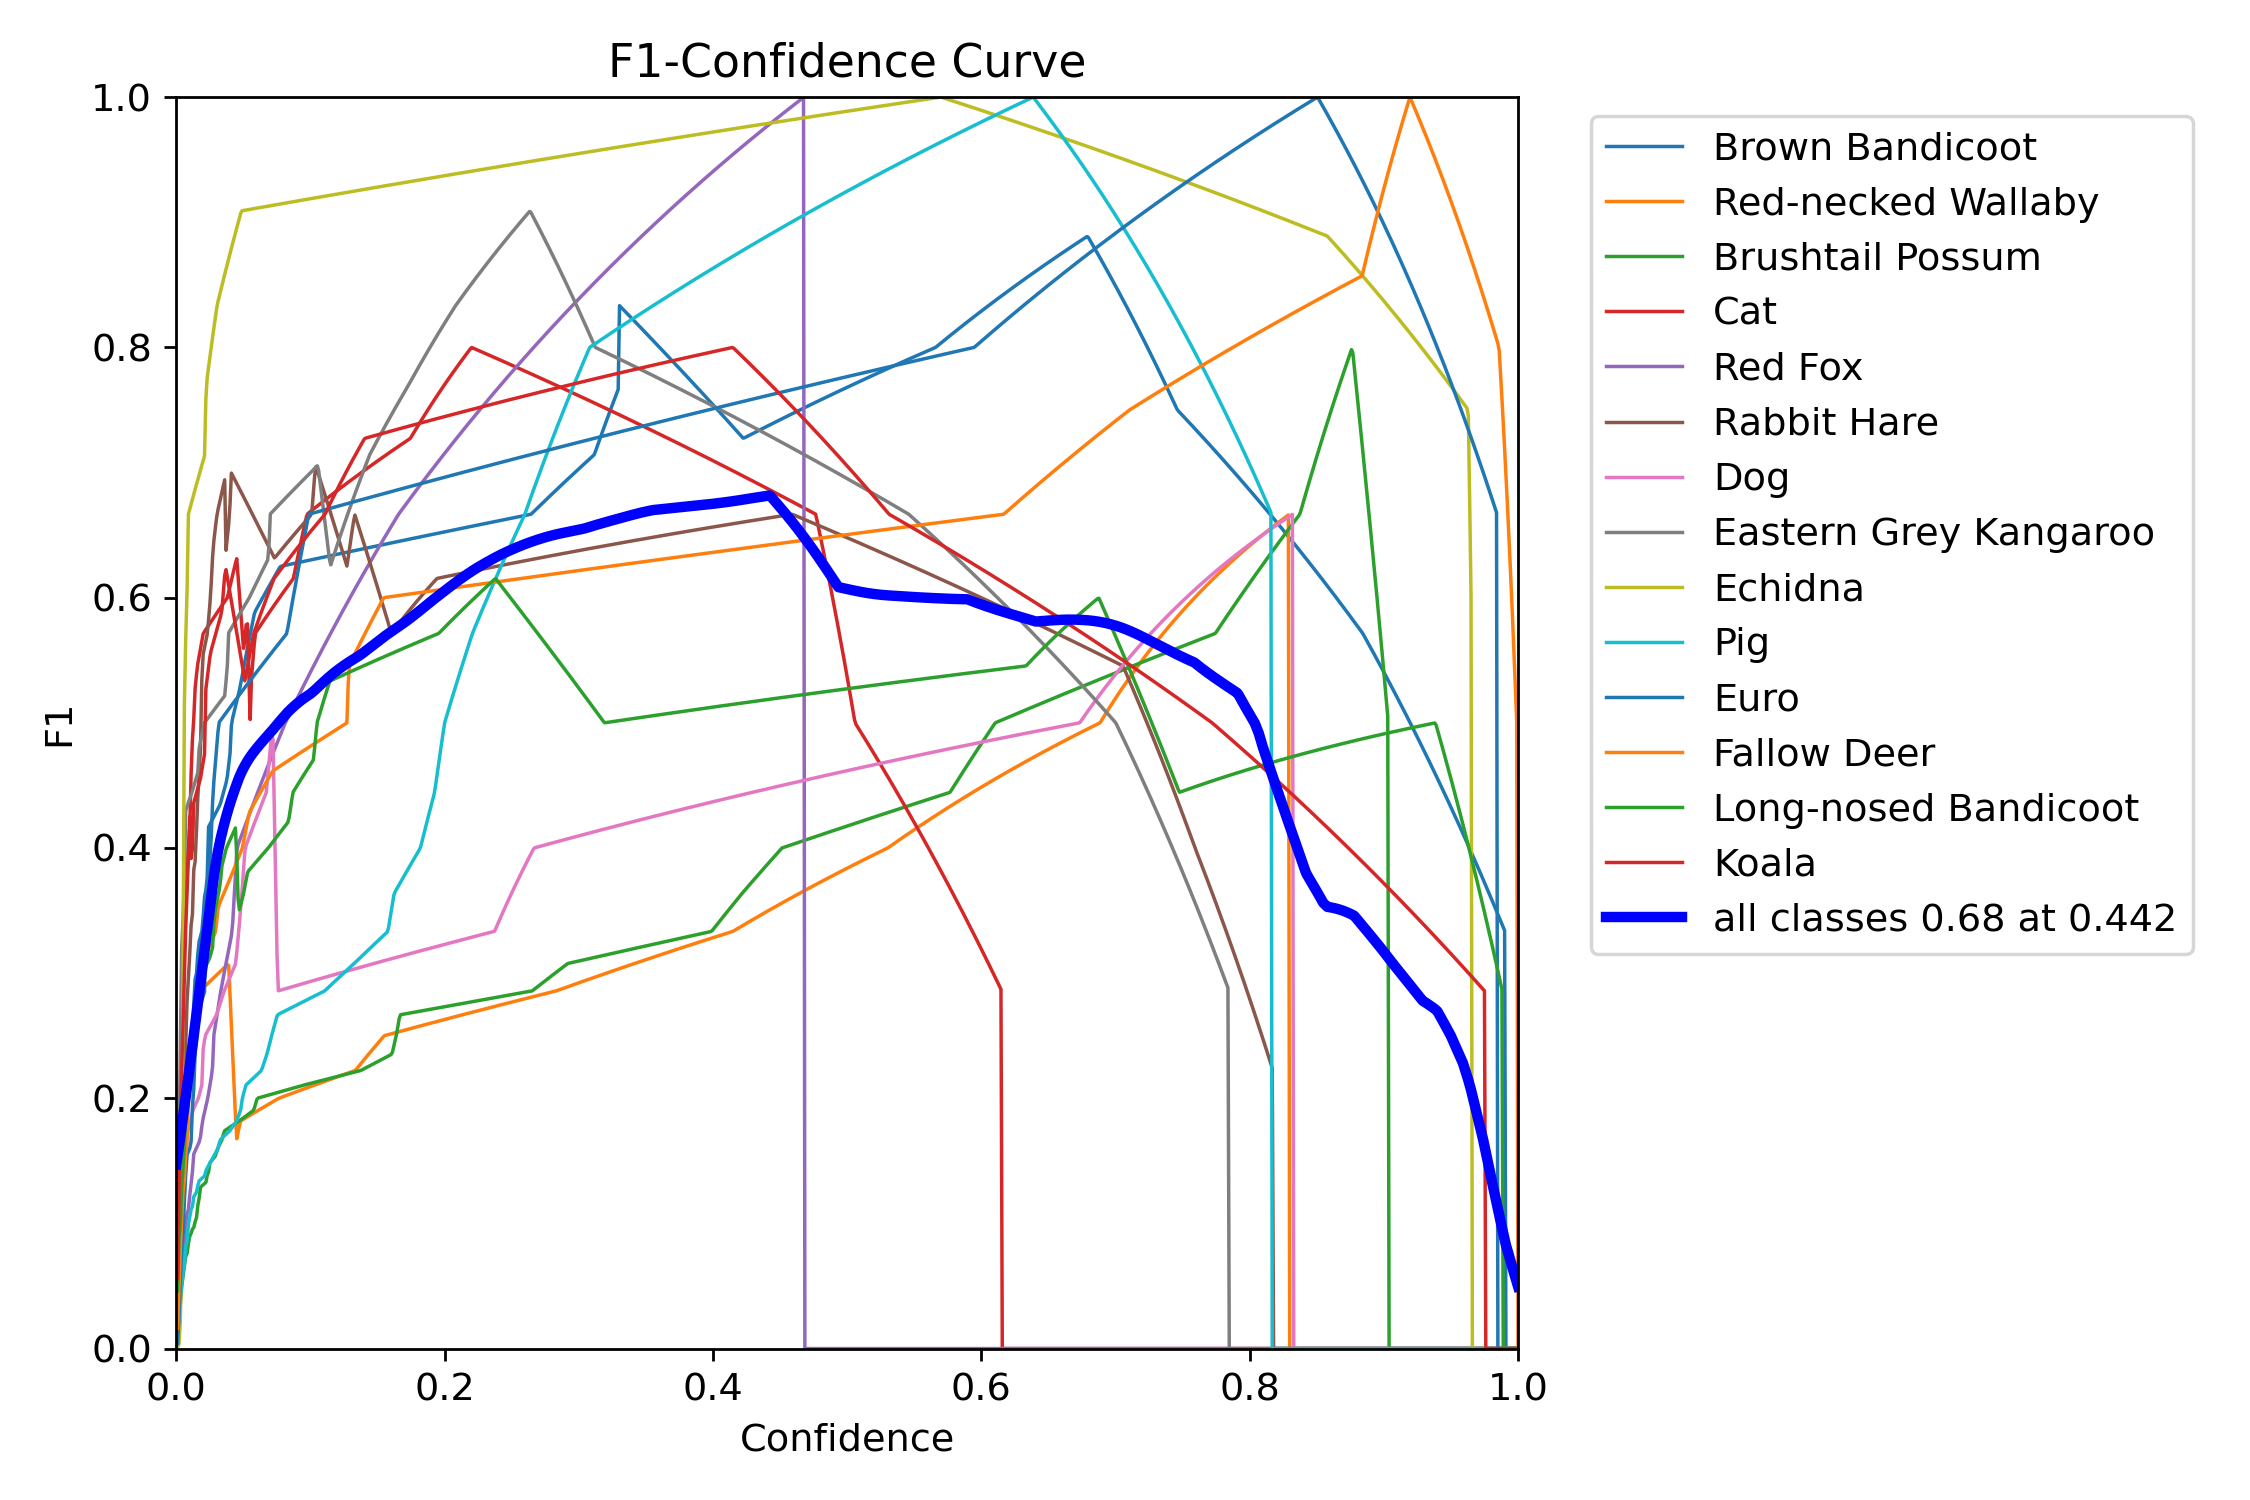 F1-Confidence Curve
1.0
0.8
0.6
0.4
0.2
0.0
F1
0.0 0.2 0.4 0.6 0.8 1.0
Confidence
Brown Bandicoot
Red-necked Wallaby
Brushtail Possum
Cat
Red Fox
Rabbit Hare
Dog
Eastern Grey Kangaroo
Echidna
Pig
Euro
Fallow Deer
Long-nosed Bandicoot
Koala
all classes 0.68 at 0.442